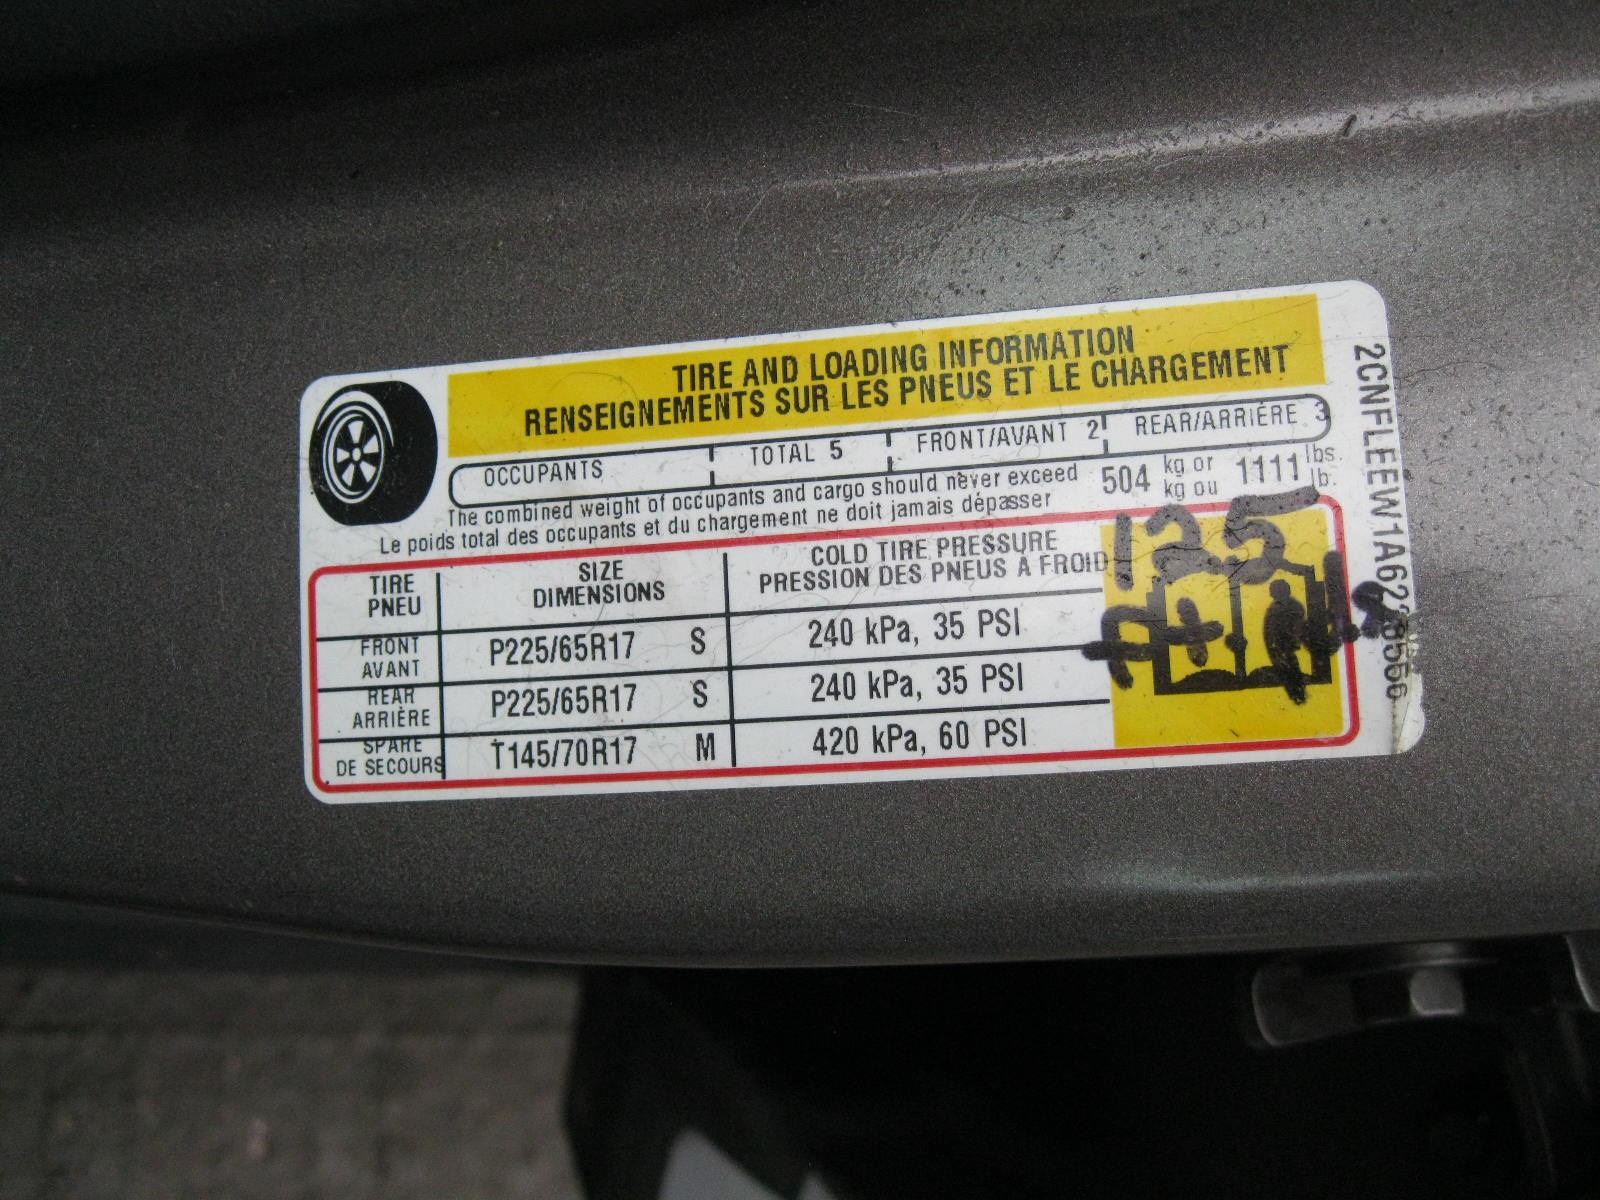 TIRE AND LOADING INFORMATION
RENSEIGNEMENTS SUR LES PNEUS ET LE CHARGEMENT
OCCUPANTS TOTAL 5 FRONT/AVANT 2 REAR/ARRIÈRE 3
The combined weight of occupants and cargo should never exceed 504 kg or 1111 lbs.
Le poids total des occupants et du chargement ne doit jamais dépasser kg ou lb.
TIRE SIZE COLD TIRE PRESSURE
PNEU DIMENSIONS PRESSION DES PNEUS A FROID
FRONT
AVANT P225/65R17 S 240 kPa, 35 PSI
REAR
ARRIÈRE P225/65R17 S 240 kPa, 35 PSI
SPARE
DE SECOURS T145/70R17 M 420 kPa, 60 PSI
125